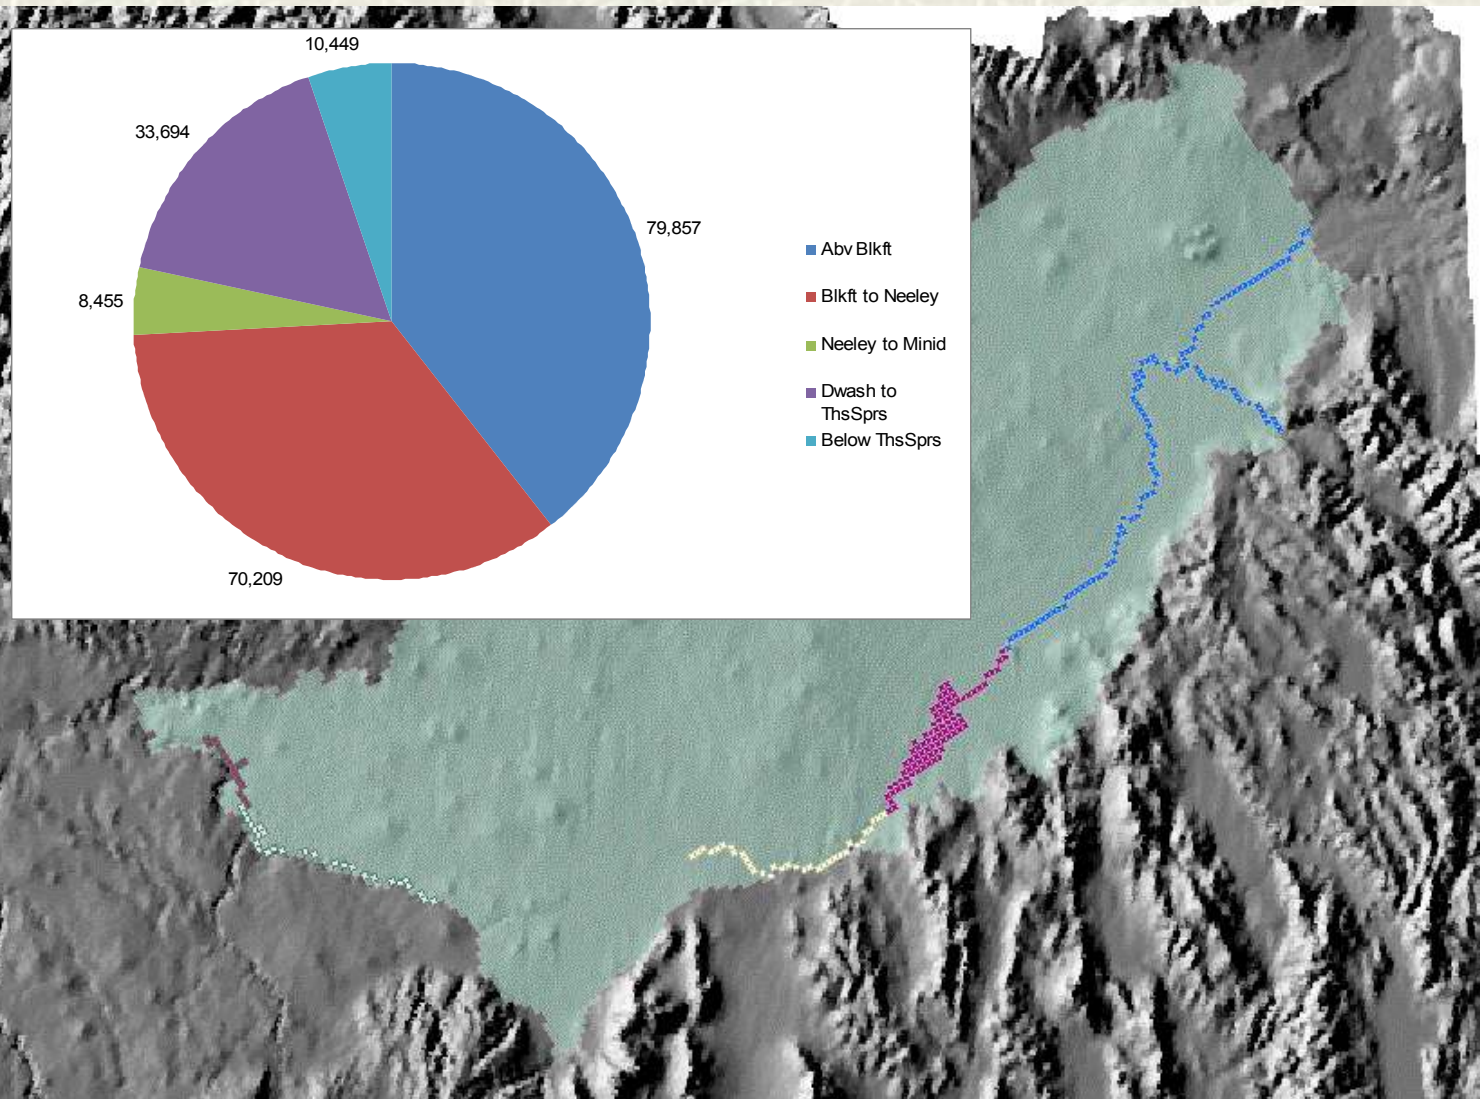 10,449
33,694
79,857
8,455
70,209
Abv Blkft
Blkft to Neeley
Neeley to Minid
Dwash to
ThsSprs
Below ThsSprs